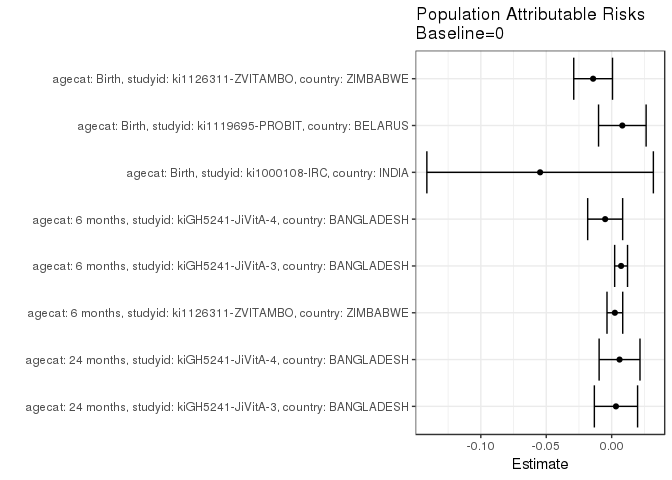 Population Attributable Risks
Baseline=0
agecat: Birth, studyid: ki1126311-ZVITAMBO, country: ZIMBABWE
agecat: Birth, studyid: ki1119695-PROBIT, country: BELARUS
agecat: Birth, studyid: ki1000108-IRC, country: INDIA
agecat: 6 months, studyid: kiGH5241-JiVitA-4, country: BANGLADESH
agecat: 6 months, studyid: kiGH5241-JiVitA-3, country: BANGLADESH
agecat: 6 months, studyid: ki1126311-ZVITAMBO, country: ZIMBABWE
agecat: 24 months, studyid: kiGH5241-JiVitA-4, country: BANGLADESH
agecat: 24 months, studyid: kiGH5241-JiVitA-3, country: BANGLADESH
-0.10 -0.05 0.00
Estimate